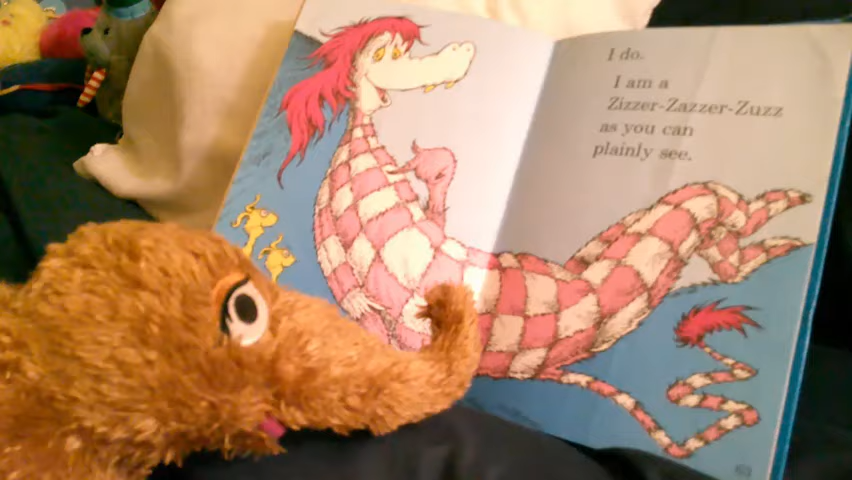 I do.
I am a
Zizzer-Zazzer-Zuzz
as you can
plainly see.